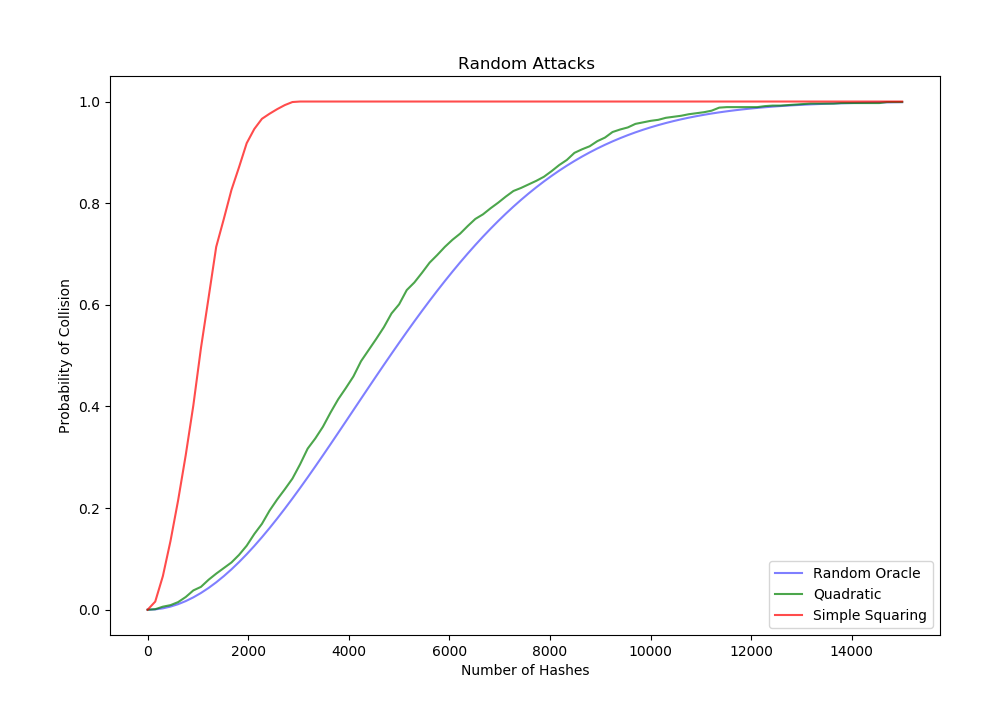 Random Attacks
Probability of Collision
1.0
0.8
0.6
0.4
0.2
0.0
0 2000 4000 6000 8000 10000 12000 14000
Number of Hashes
Random Oracle
Quadratic
Simple Squaring